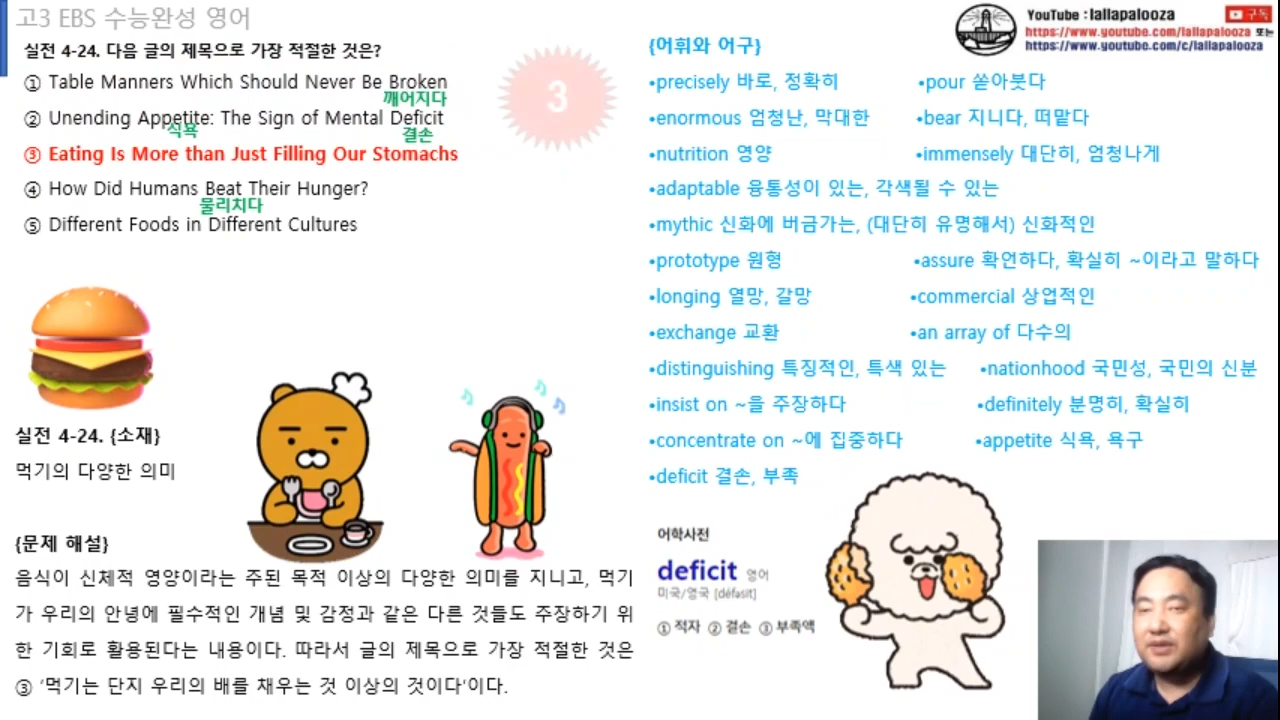 고3 EBS 수능완성 영어
YouTube : lallapalooza
구독
https://www.youtube.com/lallapalooza 또는
https://www.youtube.com/c/lallapalooza
실전 4-24. 다음 글의 제목으로 가장 적절한 것은?
① Table Manners Which Should Never Be Broken
깨어지다
② Unending Appetite: The Sign of Mental Deficit
식욕 결손
③ Eating Is More than Just Filling Our Stomachs
④ How Did Humans Beat Their Hunger?
물리치다
⑤ Different Foods in Different Cultures
3
실전 4-24. {소재}
먹기의 다양한 의미
{문제 해설}
음식이 신체적 영양이라는 주된 목적 이상의 다양한 의미를 지니고, 먹기
가 우리의 안녕에 필수적인 개념 및 감정과 같은 다른 것들도 주장하기 위
한 기회로 활용된다는 내용이다. 따라서 글의 제목으로 가장 적절한 것은
③ ‘먹기는 단지 우리의 배를 채우는 것 이상의 것이다’이다.
{어휘와 어구}
•precisely 바로, 정확히 •pour 쏟아붓다
•enormous 엄청난, 막대한 •bear 지니다, 떠맡다
•nutrition 영양 •immensely 대단히, 엄청나게
•adaptable 융통성이 있는, 각색될 수 있는
•mythic 신화에 버금가는, (대단히 유명해서) 신화적인
•prototype 원형 •assure 확언하다, 확실히 ~이라고 말하다
•longing 열망, 갈망 •commercial 상업적인
•exchange 교환 •an array of 다수의
•distinguishing 특징적인, 특색 있는 •nationhood 국민성, 국민의 신분
•insist on ~을 주장하다 •definitely 분명히, 확실히
•concentrate on ~에 집중하다 •appetite 식욕, 욕구
•deficit 결손, 부족
어학사전
deficit 영어
미국/영국 [défəsit]
① 적자 ② 결손 ③ 부족액